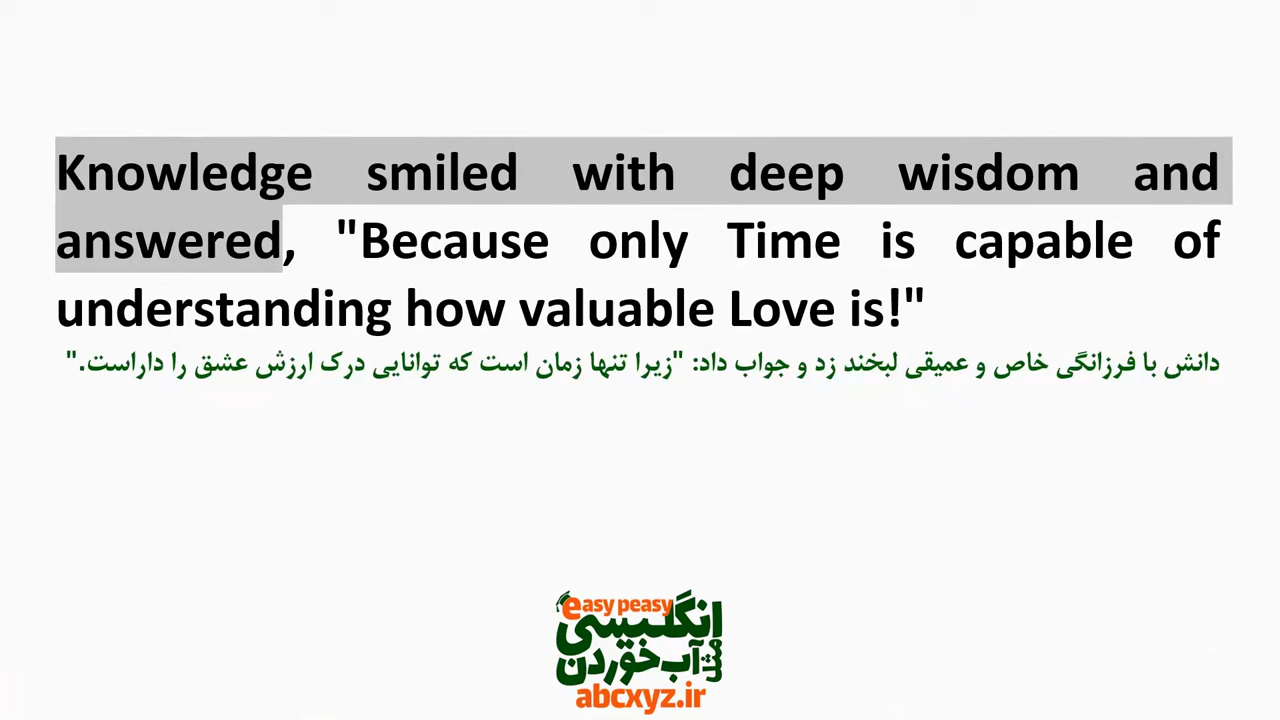 Knowledge smiled with deep wisdom and
answered, "Because only Time is capable of
understanding how valuable Love is!"
دانش با فرزانگی خاص و عمیقی لبخند زد و جواب داد: "زیرا تنها زمان است که توانایی درک ارزش عشق را داراست."
easy peasy
انگلیسی
مثل آب خوردن
abcxyz.ir